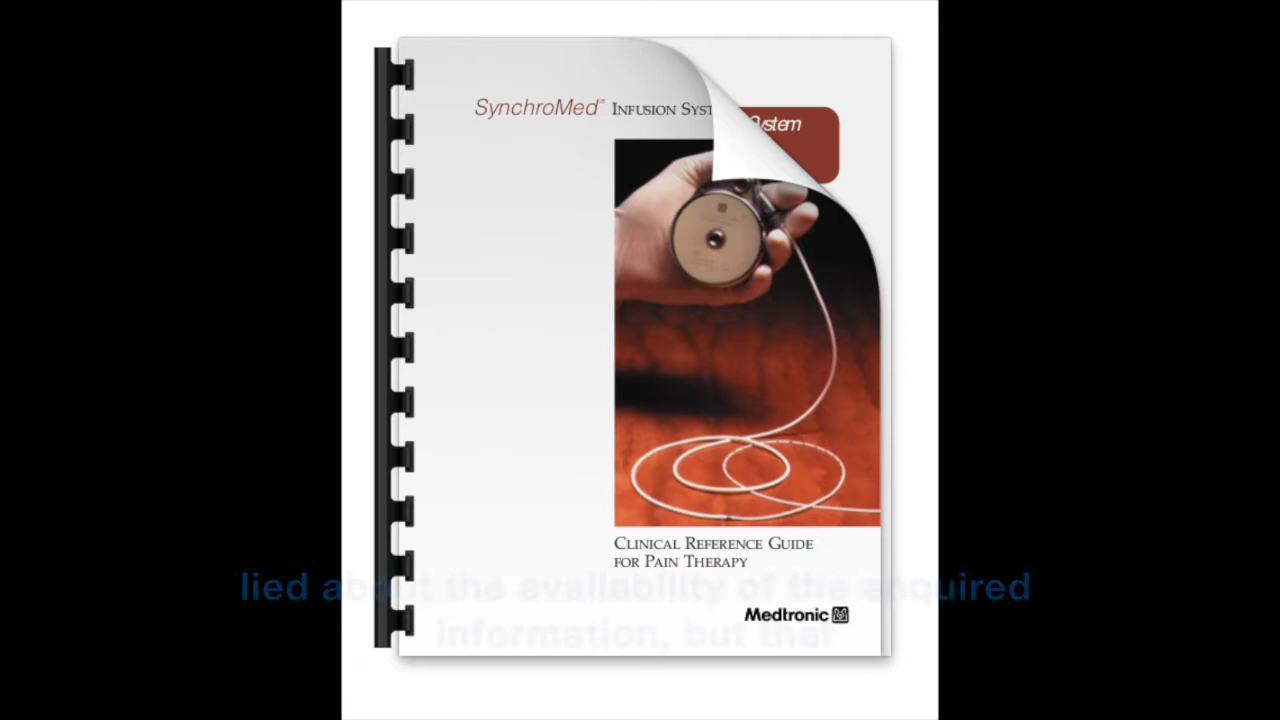 SynchroMed® INFUSION SYST
System
CLINICAL REFERENCE GUIDE
FOR PAIN THERAPY
Medtronic
lied about the availability of the anquired
information, but that